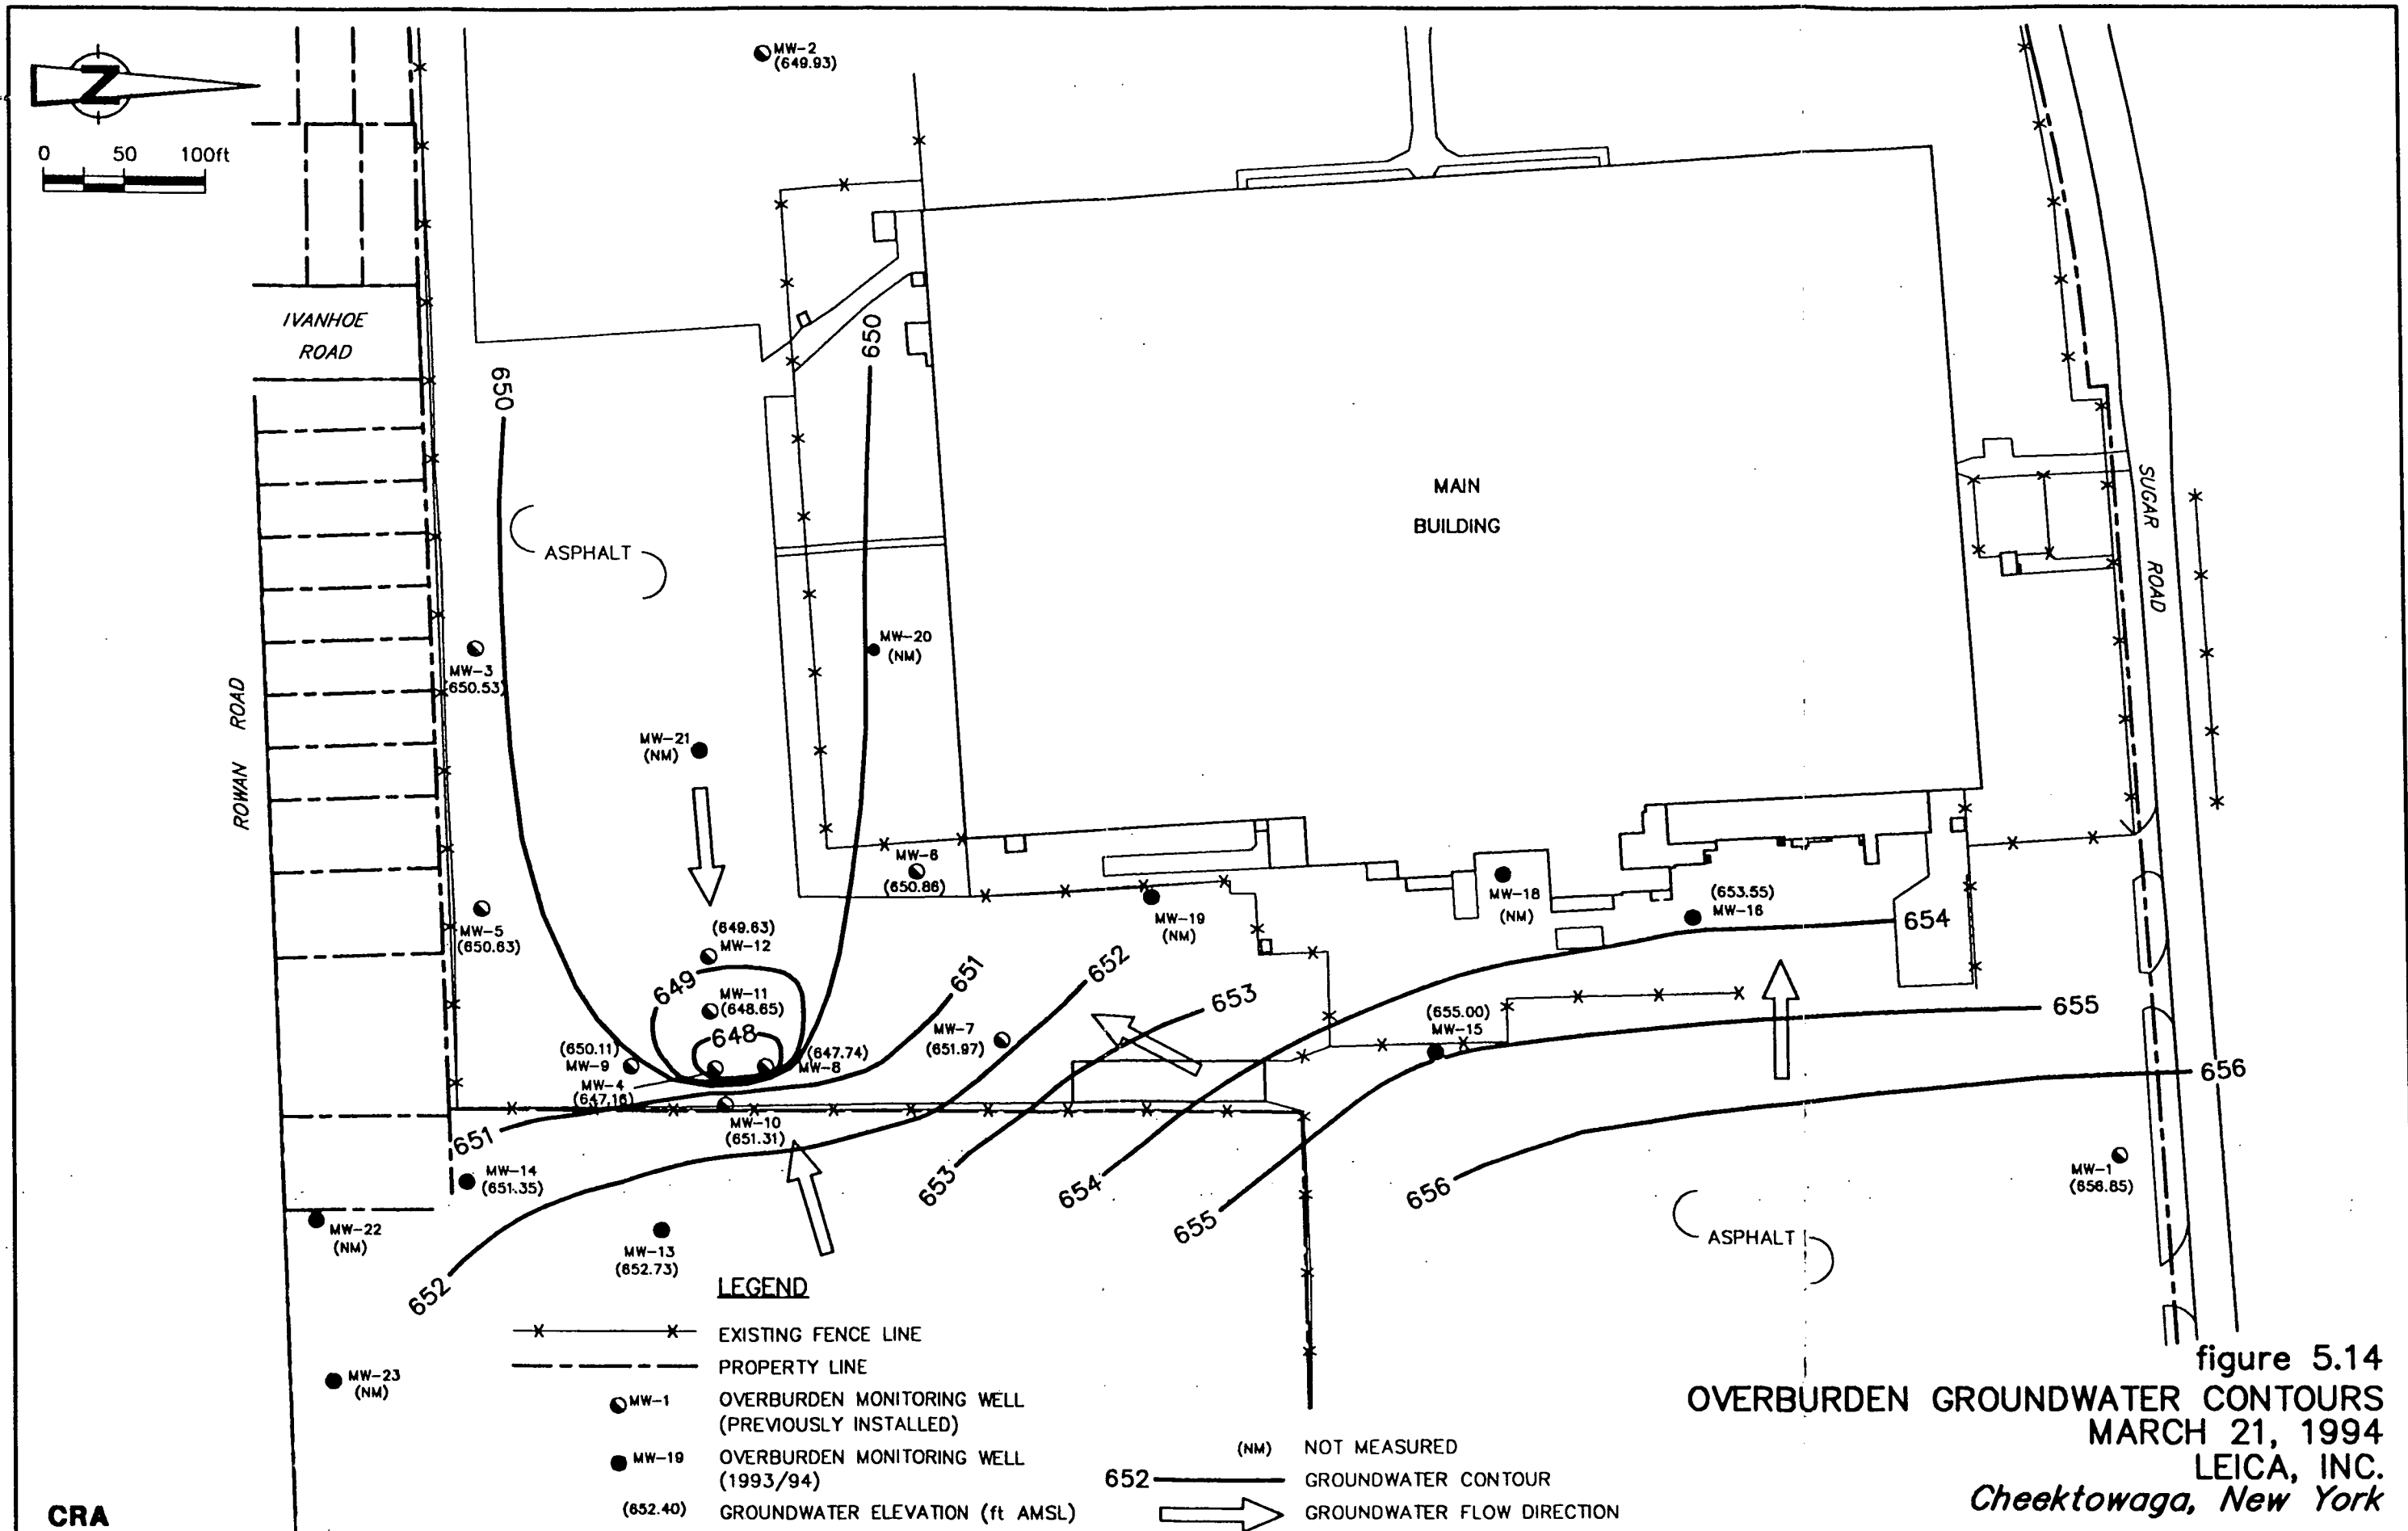 MW-2
(649.93)
N
0 50 100ft
IVANHOE
ROAD
650
650
ASPHALT
MAIN
BUILDING
SUGAR ROAD
ROWAN ROAD
MW-3
(650.53)
MW-20
(NM)
MW-21
(NM)
MW-6
(650.86)
MW-5
(650.63)
(649.63)
MW-12
MW-19
(NM)
MW-18
(NM)
(653.55)
MW-16
654
649
MW-11
(648.65)
648
651
652
653
MW-7
(651.97)
(655.00)
MW-15
655
(650.11)
MW-9
(647.74)
MW-8
MW-4
(647.16)
656
MW-10
(651.31)
651
MW-14
(651.35)
653
654
656
655
MW-1
(656.85)
MW-22
(NM)
MW-13
(652.73)
652
ASPHALT
LEGEND
EXISTING FENCE LINE
PROPERTY LINE
MW-23
(NM)
MW-1 OVERBURDEN MONITORING WELL
(PREVIOUSLY INSTALLED)
MW-19 OVERBURDEN MONITORING WELL
(1993/94)
(652.40) GROUNDWATER ELEVATION (ft AMSL)
(NM) NOT MEASURED
652 GROUNDWATER CONTOUR
GROUNDWATER FLOW DIRECTION
figure 5.14
OVERBURDEN GROUNDWATER CONTOURS
MARCH 21, 1994
LEICA, INC.
Cheektowaga, New York
CRA